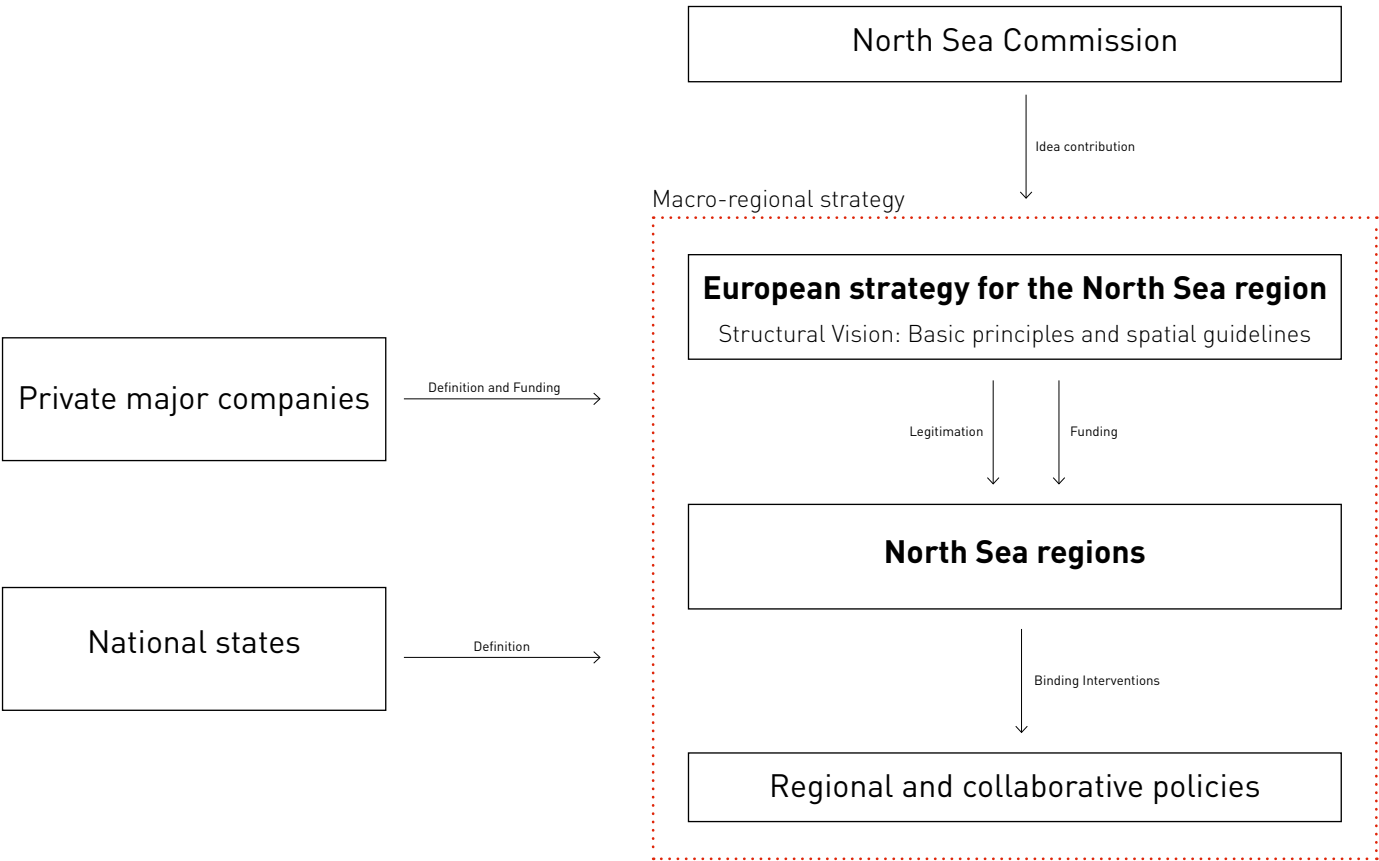 North Sea Commission
Idea contribution
Macro-regional strategy
European strategy for the North Sea region
Structural Vision: Basic principles and spatial guidelines
Private major companies
Definition and Funding
Legitimation
Funding
North Sea regions
National states
Definition
Binding Interventions
Regional and collaborative policies